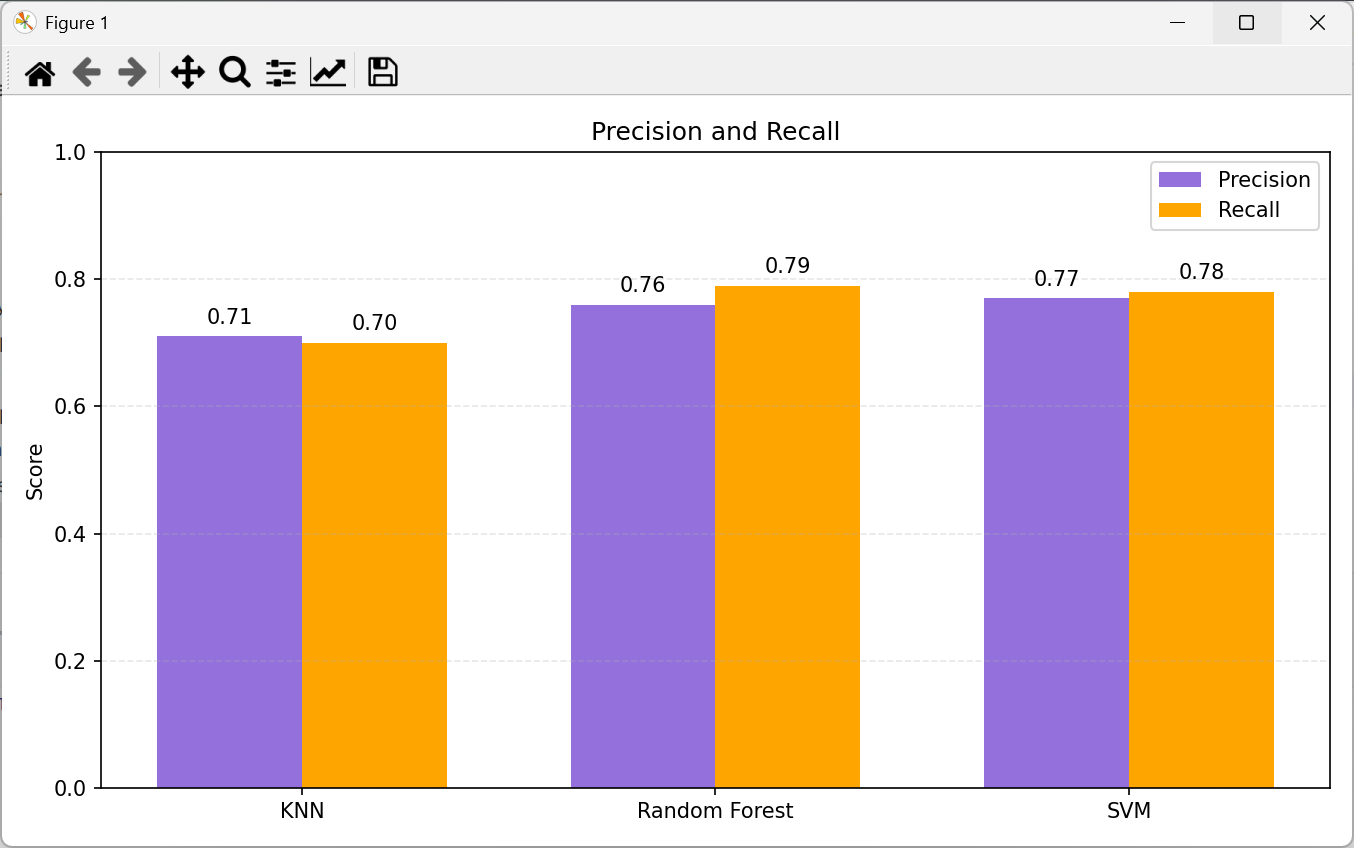 Figure 1
Precision and Recall
1.0
Precision
Recall
0.8
0.71
0.70
0.76
0.79
0.77
0.78
0.6
Score
0.4
0.2
0.0
KNN
Random Forest
SVM